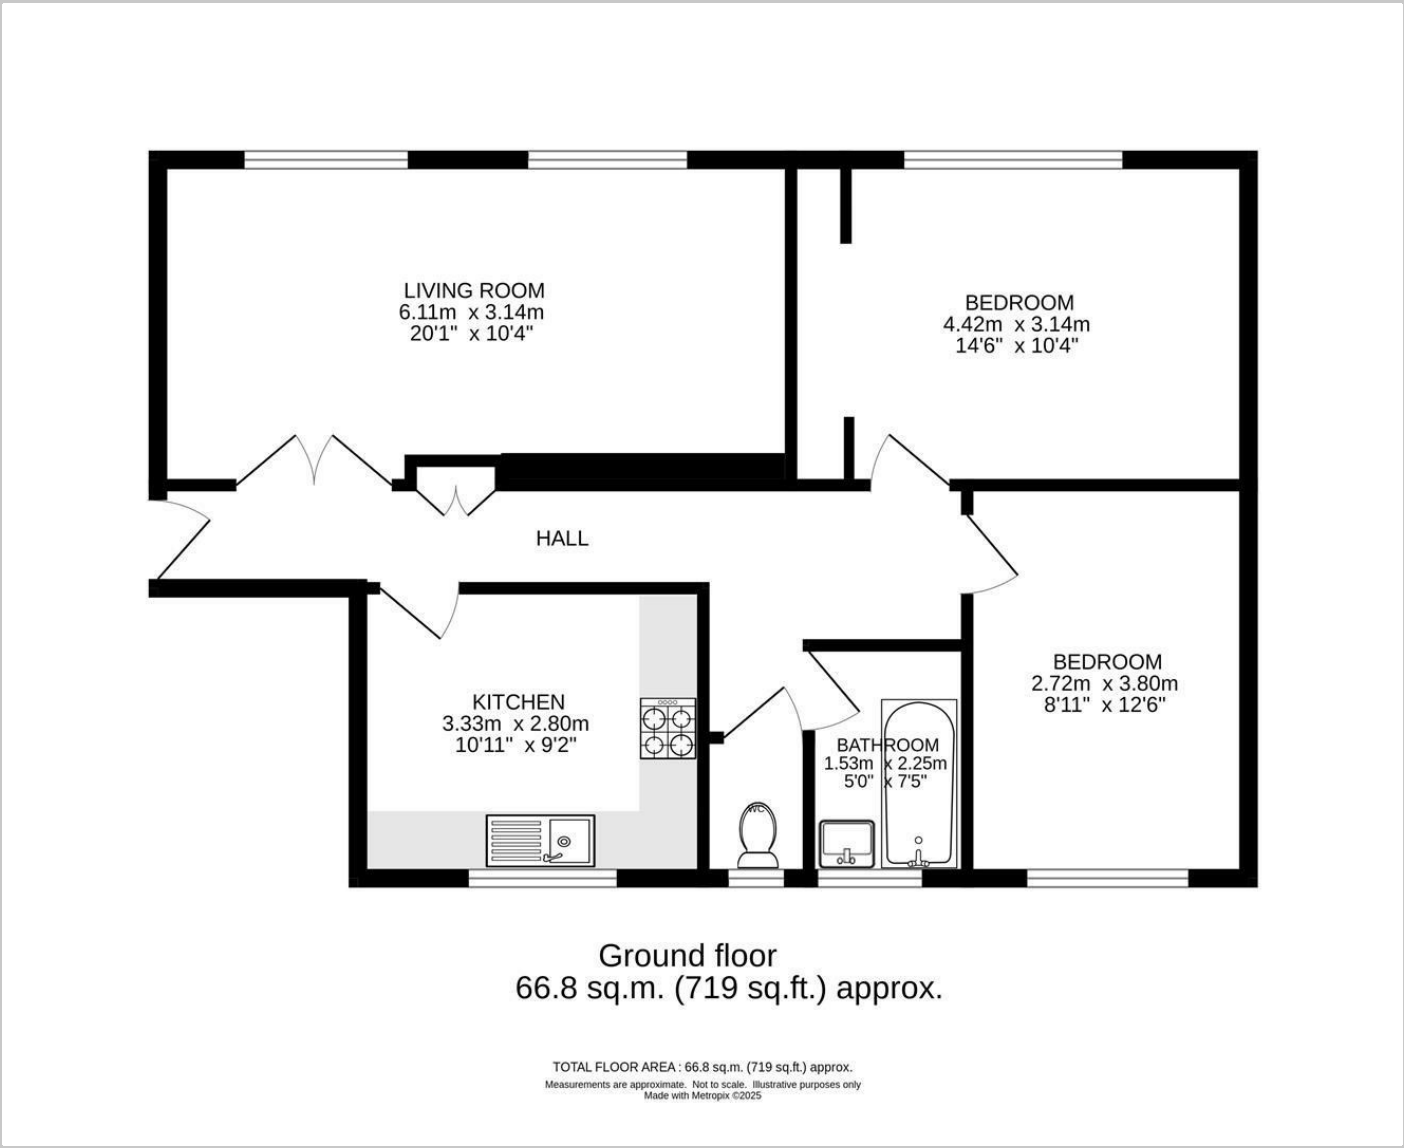 LIVING ROOM
6.11m x 3.14m
20'1" x 10'4"
BEDROOM
4.42m x 3.14m
14'6" x 10'4"
HALL
KITCHEN
3.33m x 2.80m
10'11" x 9'2"
WC
BATHROOM
1.53m x 2.25m
5'0" x 7'5"
BEDROOM
2.72m x 3.80m
8'11" x 12'6"
Ground floor
66.8 sq.m. (719 sq.ft.) approx.
TOTAL FLOOR AREA : 66.8 sq.m. (719 sq.ft.) approx.
Measurements are approximate. Not to scale. Illustrative purposes only
Made with Metropix ©2025